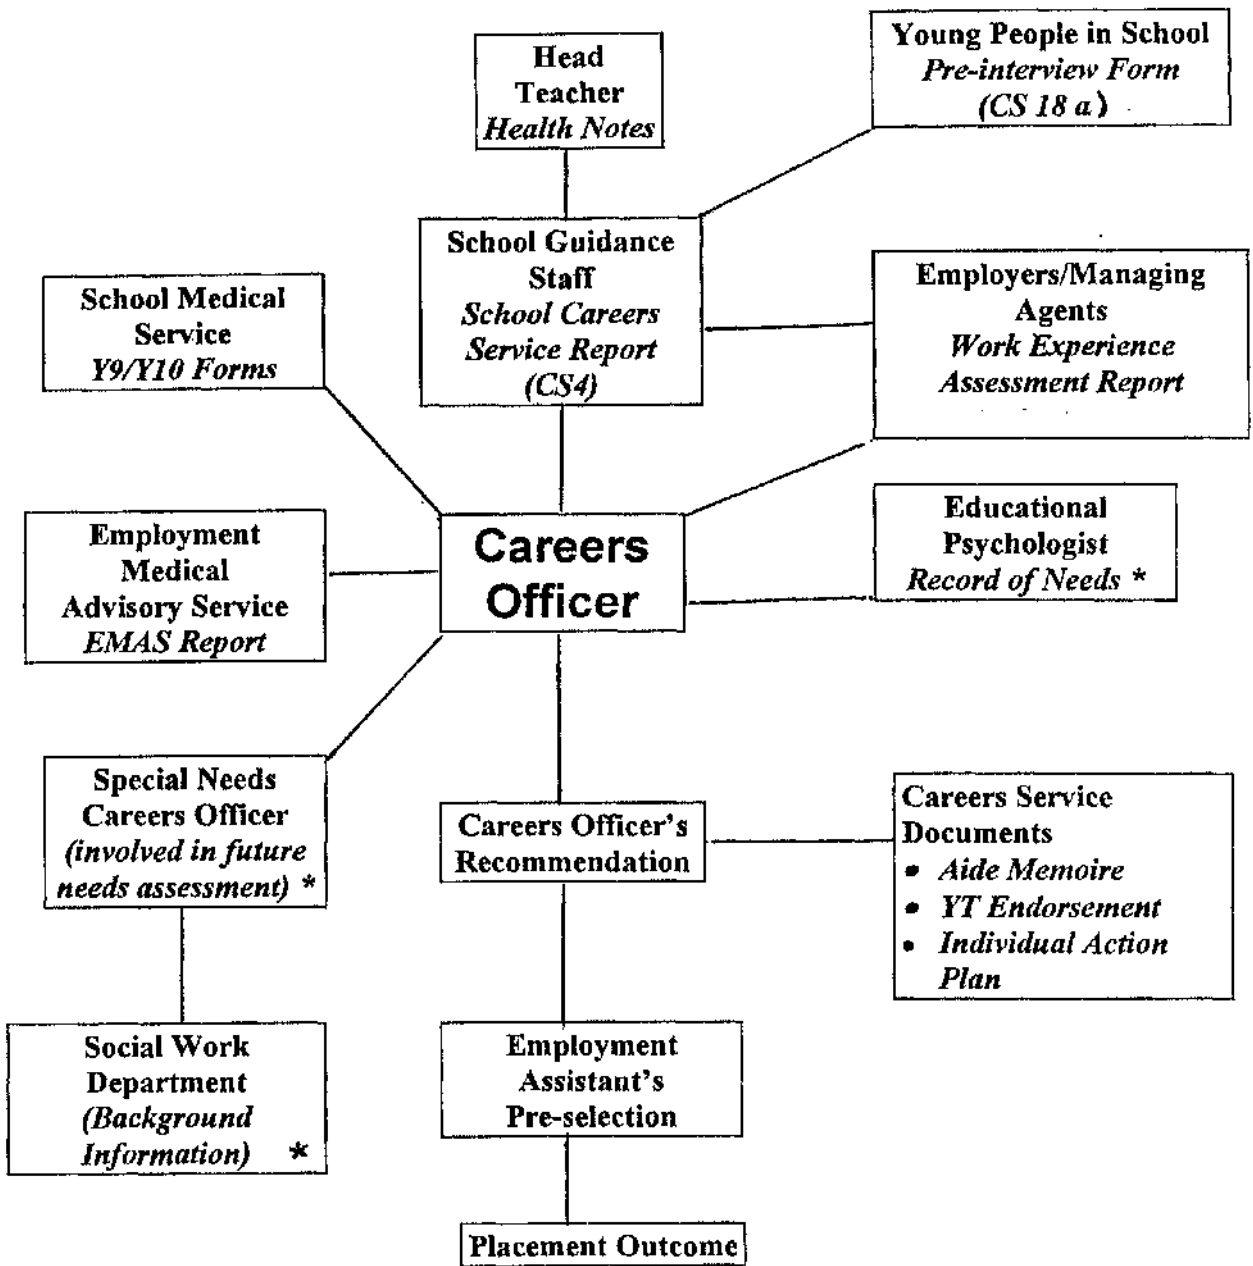 Head
Teacher
Health Notes
Young People in School
Pre-interview Form
(CS 18 a)
School Guidance
Staff
School Careers
Service Report
(CS4)
School Medical
Service
Y9/Y10 Forms
Employers/Managing
Agents
Work Experience
Assessment Report
Employment
Medical
Advisory Service
EMAS Report
Careers
Officer
Educational
Psychologist
Record of Needs *
Special Needs
Careers Officer
(involved in future
needs assessment) *
Careers Officer's
Recommendation
Careers Service
Documents
• Aide Memoire
• YT Endorsement
• Individual Action
Plan
Social Work
Department
(Background
Information) *
Employment
Assistant's
Pre-selection
Placement Outcome